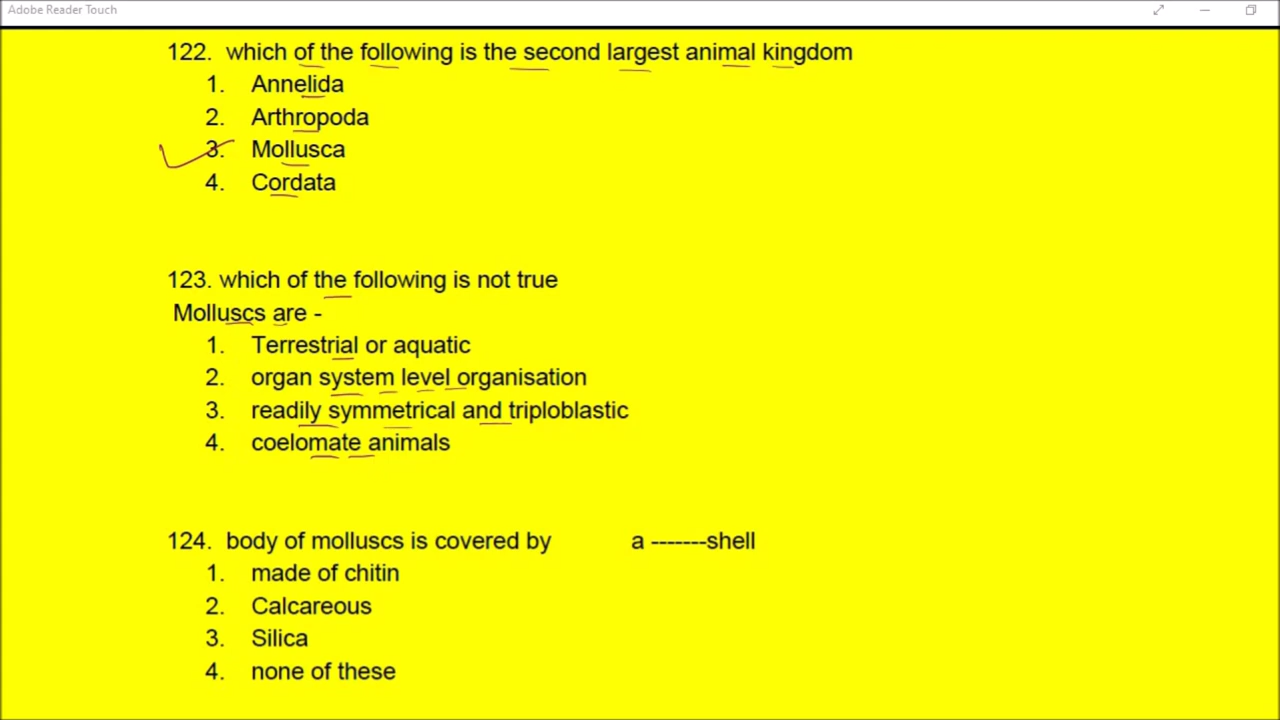 Adobe Reader Touch
122. which of the following is the second largest animal kingdom
1. Annelida
2. Arthropoda
3. Mollusca
4. Cordata
123. which of the following is not true
Molluscs are -
1. Terrestrial or aquatic
2. organ system level organisation
3. readily symmetrical and triploblastic
4. coelomate animals
124. body of molluscs is covered by a -------shell
1. made of chitin
2. Calcareous
3. Silica
4. none of these